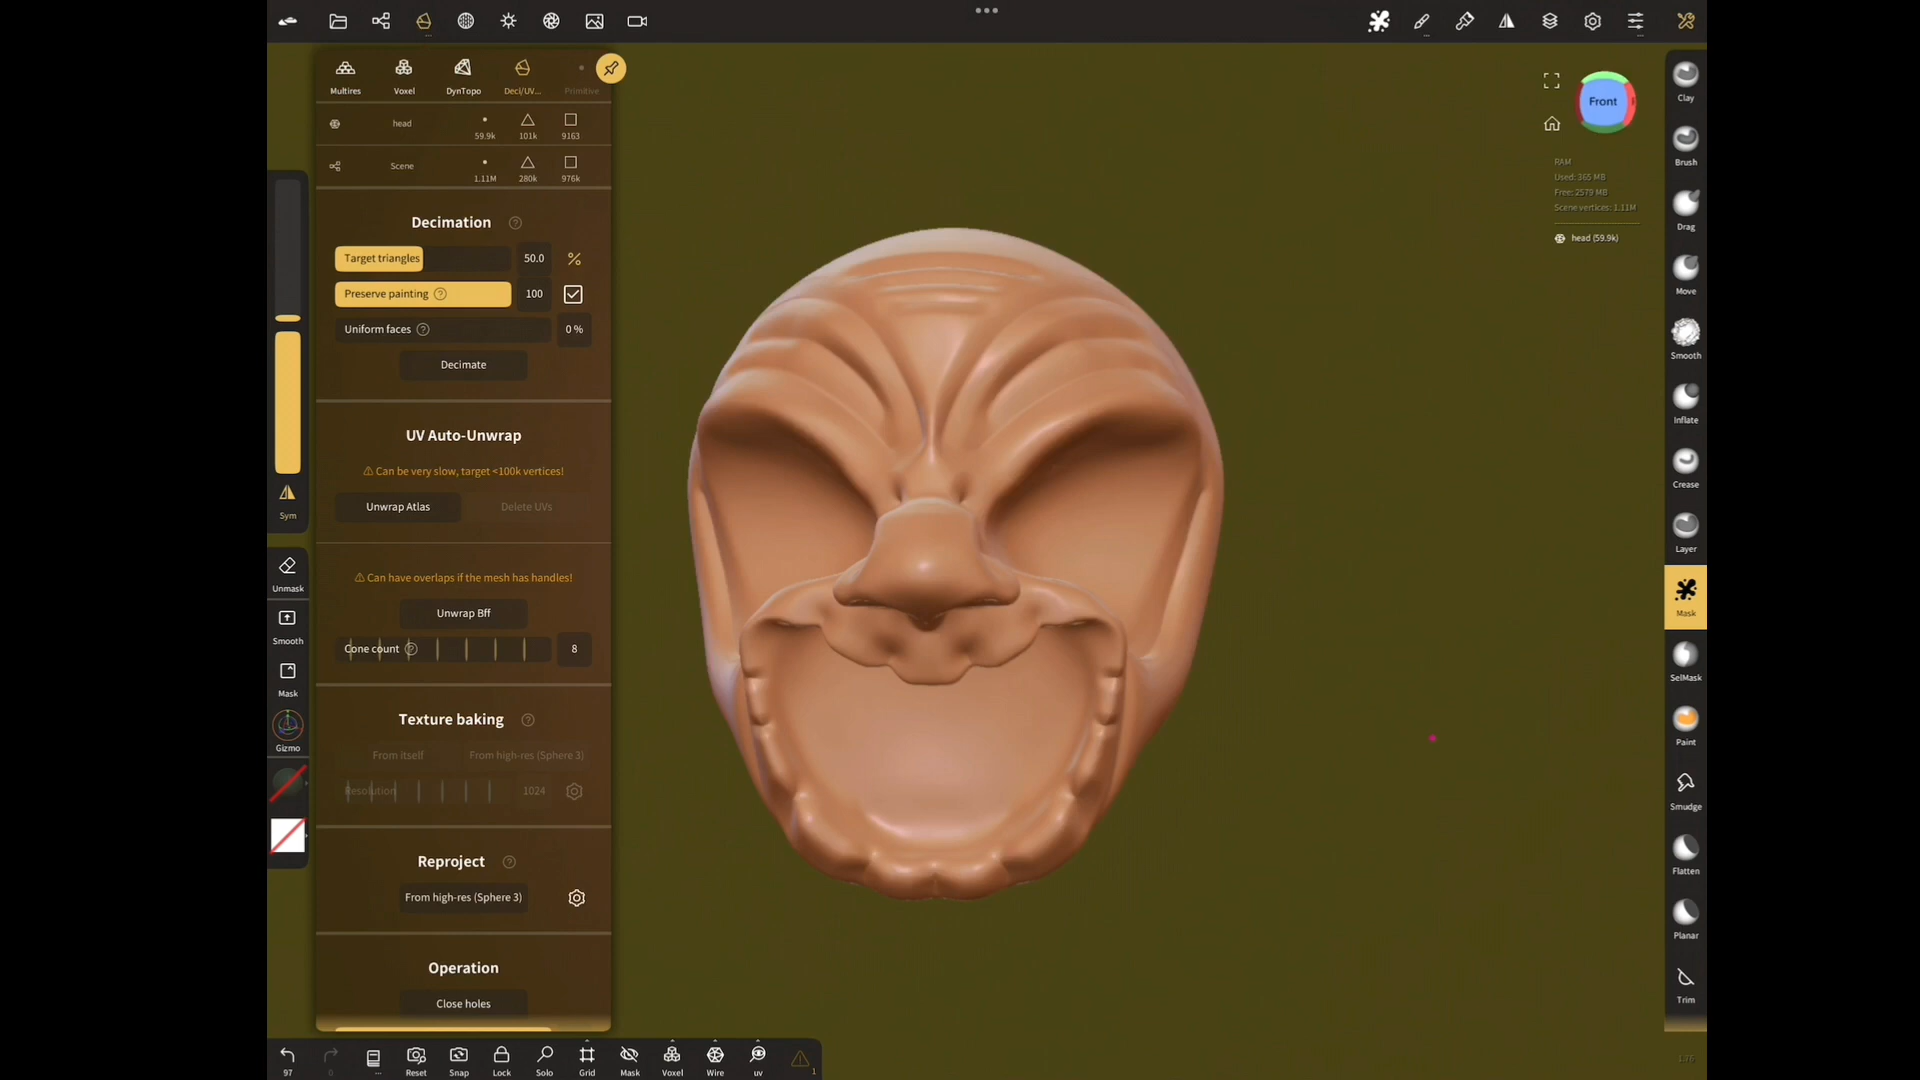 Multires
Voxel
DynTopo
Deci/UV...
Primitive
head
59.9k
101k
9163
Scene
1.11M
280k
976k
Decimation ?
Target triangles 50.0 %
Preserve painting ? 100
Uniform faces ? 0 %
Decimate
UV Auto-Unwrap
⚠ Can be very slow, target <100k vertices!
Unwrap Atlas
Delete UVs
⚠ Can have overlaps if the mesh has handles!
Unwrap Bff
Cone count ? 8
Texture baking ?
From itself
From high-res (Sphere 3)
Resolution 1024
Reproject ?
From high-res (Sphere 3)
Operation
Close holes
Sym
Unmask
Smooth
Mask
Gizmo
97
0
Reset
Snap
Lock
Solo
Grid
Mask
Voxel
Wire
uv
1
Front
RAM
Used: 365 MB
Free: 2579 MB
Scene vertices: 1.11M
head (59.9k)
Clay
Brush
Drag
Move
Smooth
Inflate
Crease
Layer
Mask
SelMask
Paint
Smudge
Flatten
Planar
Trim